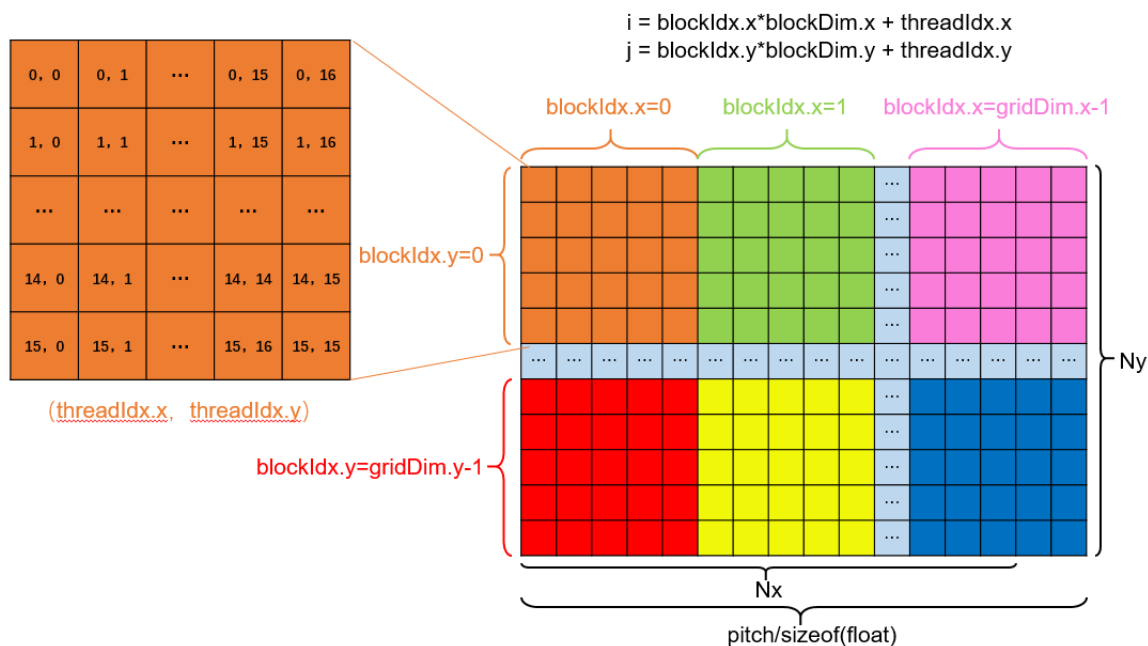 i = blockIdx.x*blockDim.x + threadIdx.x
j = blockIdx.y*blockDim.y + threadIdx.y
0, 0 0, 1 ... 0, 15 0, 16
1, 0 1, 1 ... 1, 15 1, 16
... ... ... ... ...
14, 0 14, 1 ... 14, 14 14, 15
15, 0 15, 1 ... 15, 16 15, 15
(threadIdx.x, threadIdx.y)
blockIdx.x=0 blockIdx.x=1 blockIdx.x=gridDim.x-1
...
...
...
...
...
blockIdx.y=0
... ... ... ... ... ... ... ... ... ... ... ... ... ... ... ...
Ny
...
...
...
...
...
blockIdx.y=gridDim.y-1
Nx
pitch/sizeof(float)